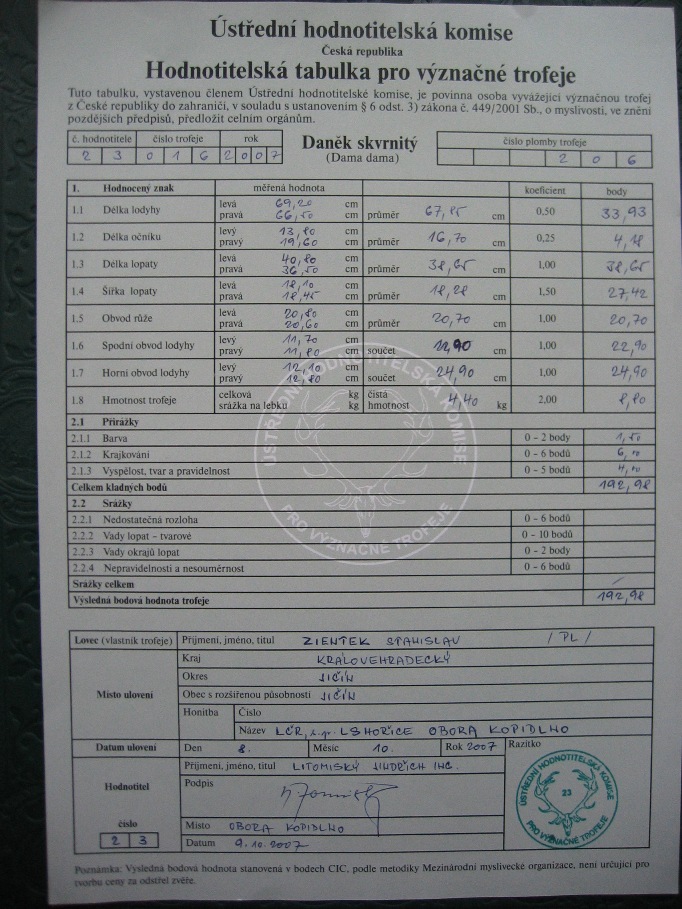 Ústřední hodnotitelská komise
Česká republika
Hodnotitelská tabulka pro význačné trofeje
Tuto tabulku, vystavenou členem Ústřední hodnotitelské komise, je povinna osoba vyvážející význačnou trofej
z České republiky do zahraničí, v souladu s ustanovením § 6 odst. 3) zákona č. 449/2001 Sb., o myslivosti, ve znění
pozdějších předpisů, předložit celním orgánům.
č. hodnotitele číslo trofeje rok Daněk skvrnitý číslo plomby trofeje
2 3 0 1 6 2 0 0 7 (Dama dama) 2 0 6
1. Hodnocený znak měřená hodnota koeficient body
1.1 Délka lodyhy levá 69,20 cm
pravá 66,50 cm průměr 67,85 cm 0,50 33,93
1.2 Délka očníku levý 13,80 cm
pravý 19,60 cm průměr 16,70 cm 0,25 4,18
1.3 Délka lopaty levá 40,80 cm
pravá 36,50 cm průměr 38,65 cm 1,00 38,65
1.4 Šířka lopaty levá 18,10 cm
pravá 18,45 cm průměr 18,28 cm 1,50 27,42
1.5 Obvod růže levá 20,80 cm
pravá 20,60 cm průměr 20,70 cm 1,00 20,70
1.6 Spodní obvod lodyhy levý 11,70 cm
pravý 11,80 cm součet cm 1,00 22,90
1.7 Horní obvod lodyhy levý 12,10 cm
pravý 12,80 cm součet 24,90 cm 1,00 24,90
1.8 Hmotnost trofeje celková kg čistá
srážka na lebku kg hmotnost 4,40 kg 2,00 8,80
2.1 Přirážky
2.1.1 Barva 0 – 2 body 1,50
2.1.2 Krajkování 0 – 6 bodů 6,00
2.1.3 Vyspělost, tvar a pravidelnost 0 – 5 bodů 4,00
Celkem kladných bodů 192,98
2.2 Srážky
2.2.1 Nedostatečná rozloha 0 – 6 bodů
2.2.2 Vady lopat – tvarové 0 – 10 bodů
2.2.3 Vady okrajů lopat 0 – 2 body
2.2.4 Nepravidelnosti a nesouměrnost 0 – 6 bodů
Srážky celkem /
Výsledná bodová hodnota trofeje 192,98
ÚSTŘEDNÍ HODNOTITELSKÁ KOMISE
PRO VÝZNAČNÉ TROFEJE
Lovec (vlastník trofeje) Příjmení, jméno, titul ZIENTEK STANISLAV /PL/
Místo ulovení Kraj KRÁLOVEHRADECKÝ
Okres JIČÍN
Obec s rozšířenou působností JIČÍN
Honitba Číslo
Název LČR, s.p. LS HOŘICE OBORA KOPIDLNO
Datum ulovení Den 8. Měsíc 10. Rok 2007 Razítko
Hodnotitel Příjmení, jméno, titul LITOMISKÝ JINDŘICH ING.
Podpis
číslo
2 3 Místo OBORA KOPIDLNO
Datum 9.10.2007
ÚSTŘEDNÍ HODNOTITELSKÁ KOMISE
23
PRO VÝZNAČNÉ TROFEJE
Poznámka: Výsledná bodová hodnota stanovená v bodech CIC, podle metodiky Mezinárodní myslivecké organizace, není určující pro
tvorbu ceny za odstřel zvěře.